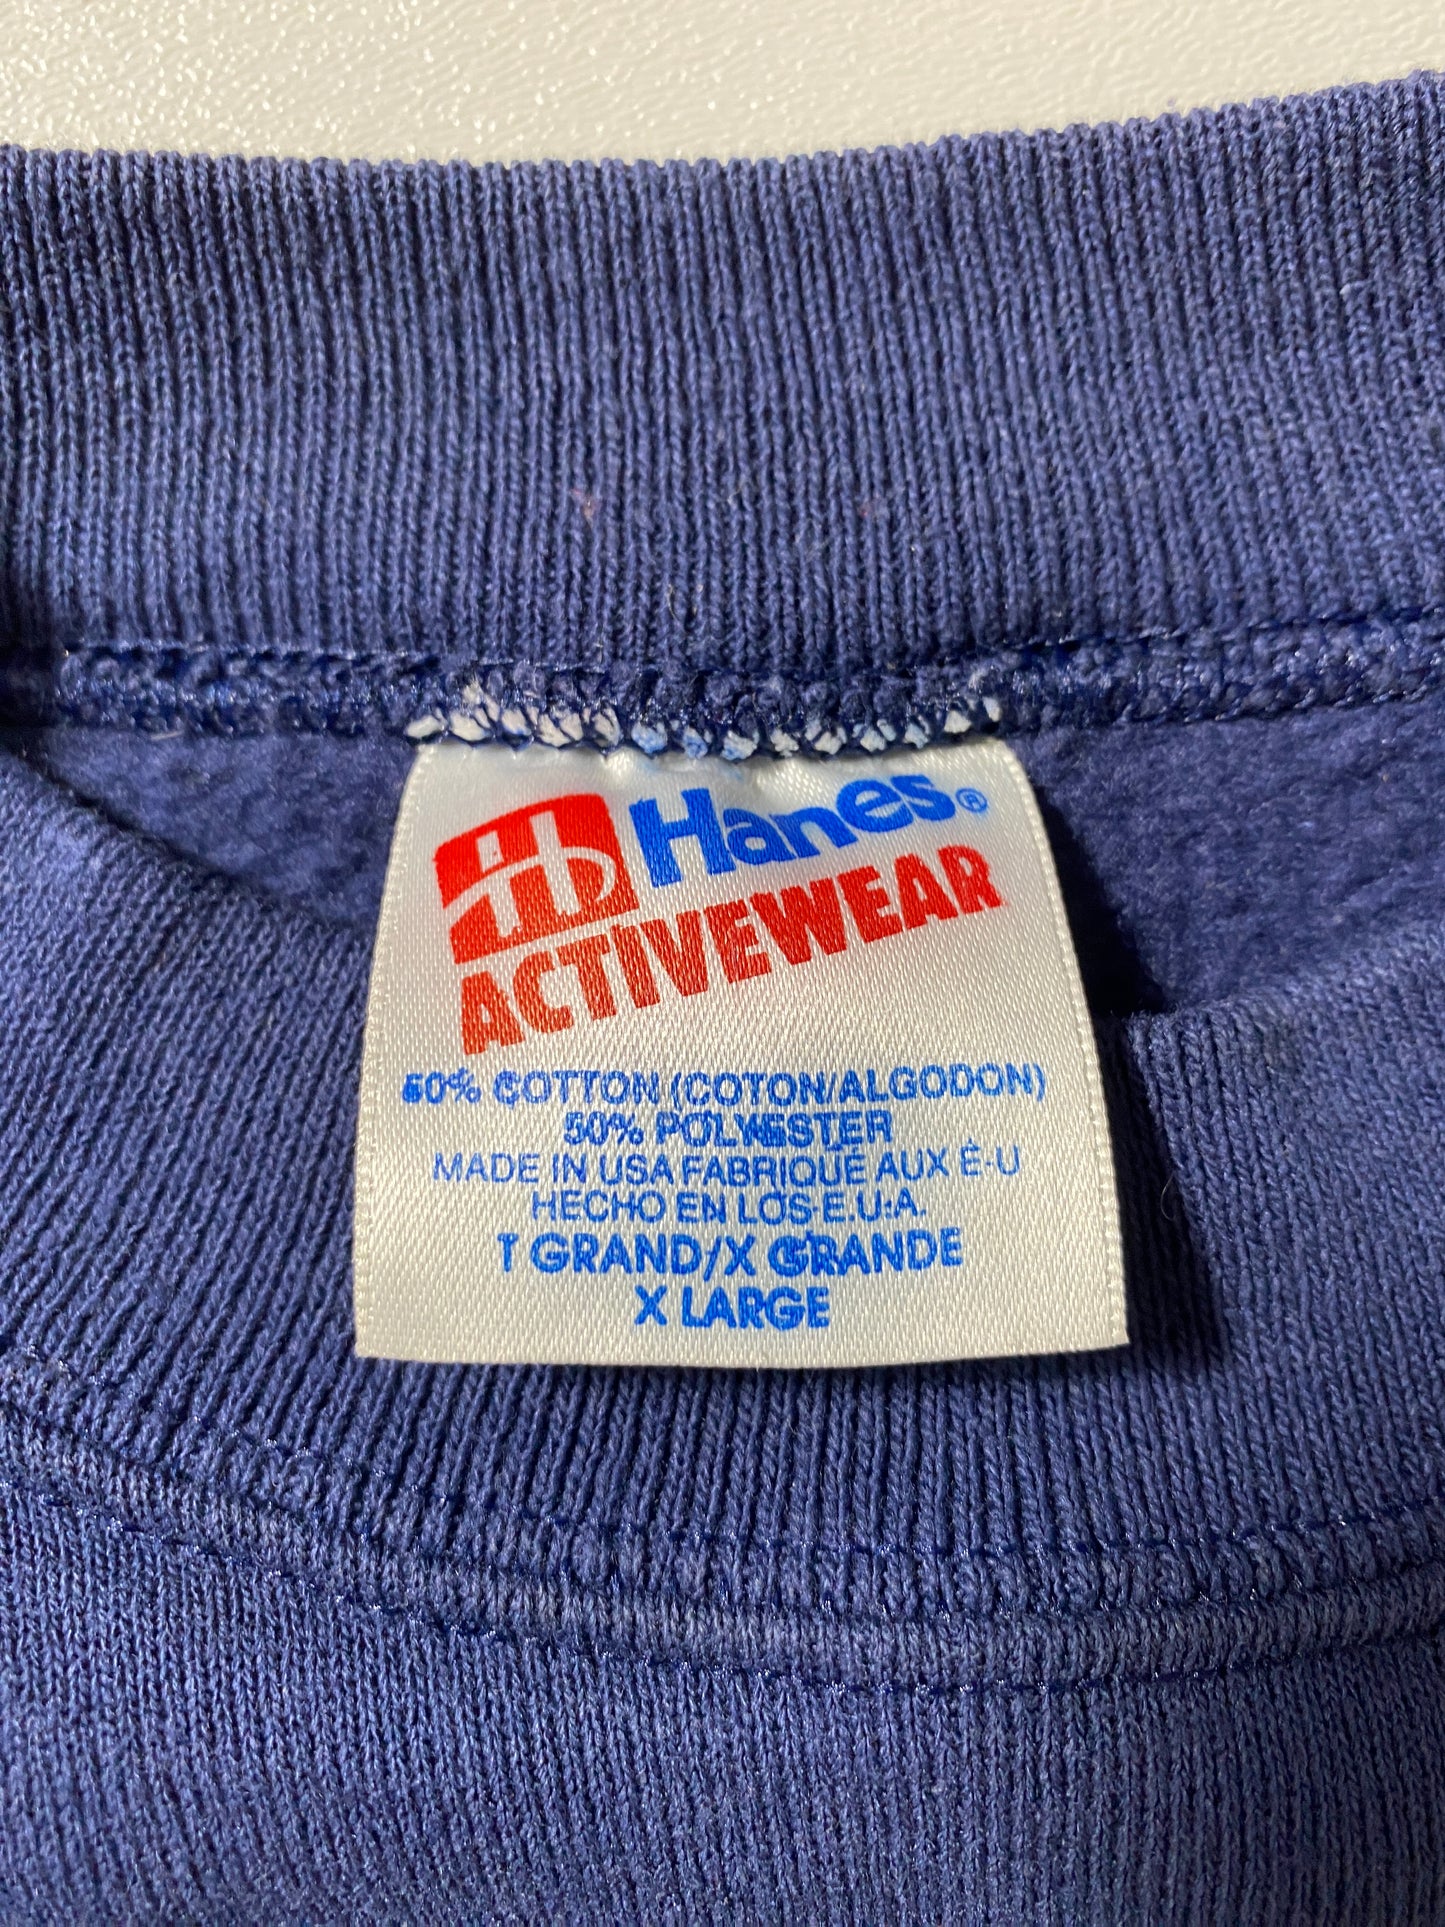 Hanes®
ACTIVEWEAR
50% COTTON (COTON/ALGODON)
50% POLYESTER
MADE IN USA FABRIQUÉ AUX É-U
HECHO EN LOS E.U.A.
T GRAND/X GRANDE
X LARGE